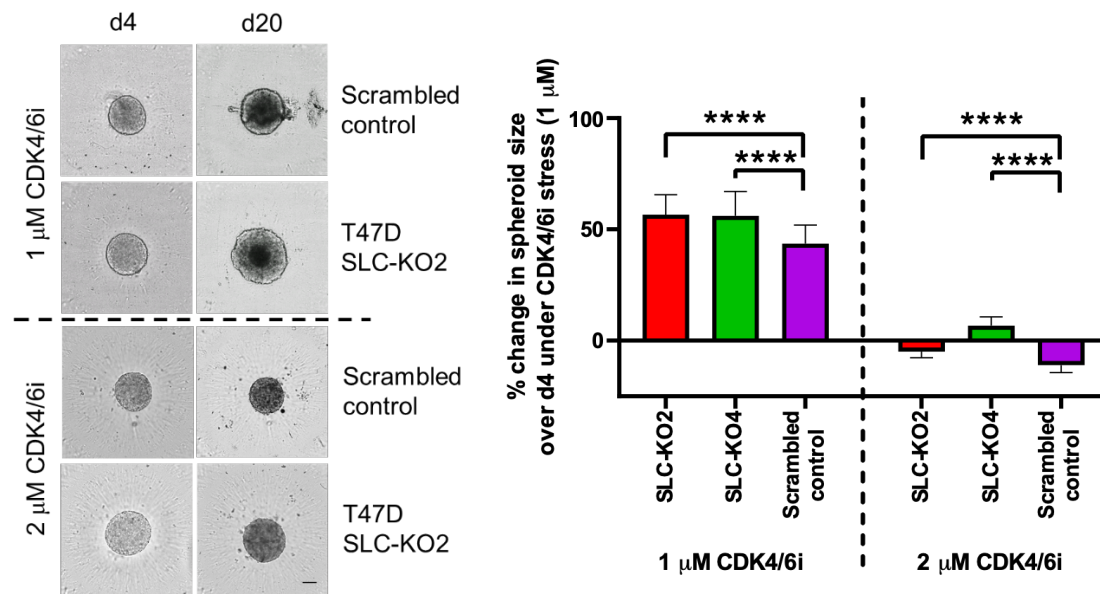 d4
d20
1 μM CDK4/6i
Scrambled
control
T47D
SLC-KO2
2 μM CDK4/6i
Scrambled
control
T47D
SLC-KO2
% change in spheroid size
over d4 under CDK4/6i stress (1 μM)
100
50
0
****
****
****
****
SLC-KO2
SLC-KO4
Scrambled
control
SLC-KO2
SLC-KO4
Scrambled
control
1 μM CDK4/6i
2 μM CDK4/6i